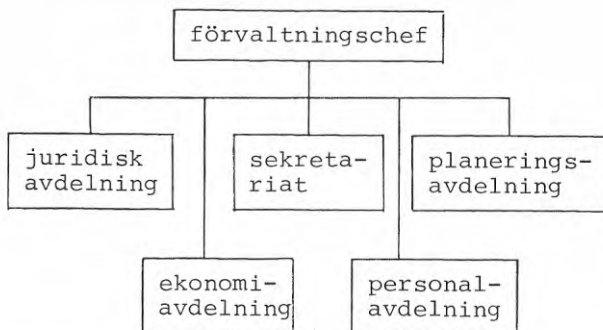 förvaltningschef
juridisk
avdelning
sekreta-
riat
planerings-
avdelning
ekonomi-
avdelning
personal-
avdelning